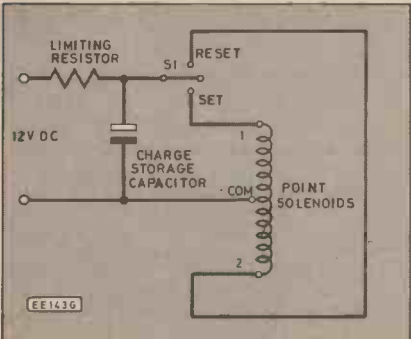 LIMITING
RESISTOR
S1
RESET
SET
12V DC
1
CHARGE
STORAGE
CAPACITOR
COM
POINT
SOLENOIDS
2
EE143G